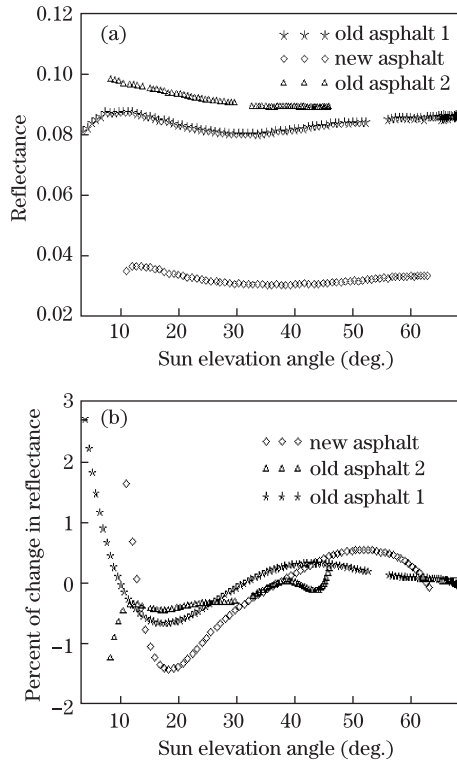 (a)
old asphalt 1
new asphalt
old asphalt 2
0.12
0.10
0.08
0.06
0.04
0.02
Reflectance
10 20 30 40 50 60
Sun elevation angle (deg.)
(b)
new asphalt
old asphalt 2
old asphalt 1
3
2
1
0
-1
-2
Percent of change in reflectance
10 20 30 40 50 60
Sun elevation angle (deg.)